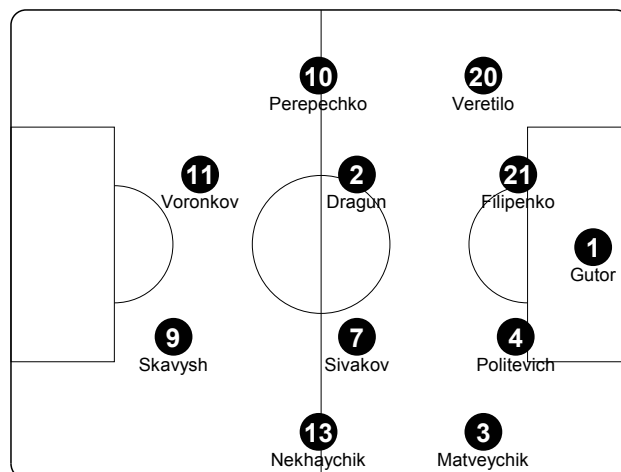 10
Perepechko
20
Veretilo
11
Voronkov
2
Dragun
21
Filipenko
1
Gutor
9
Skavysh
7
Sivakov
4
Politevich
13
Nekhaychik
3
Matveychik